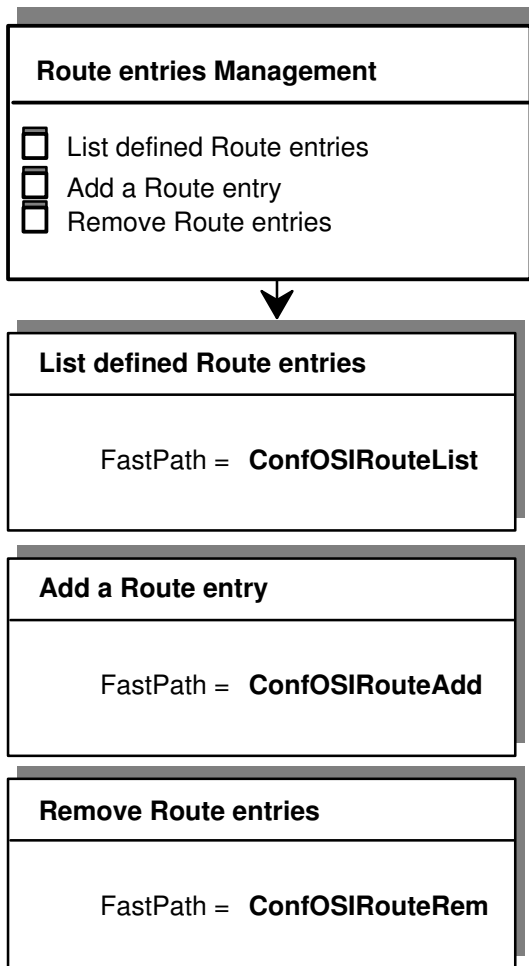 Route entries Management
List defined Route entries
Add a Route entry
Remove Route entries
List defined Route entries
FastPath = ConfOSIRouteList
Add a Route entry
FastPath = ConfOSIRouteAdd
Remove Route entries
FastPath = ConfOSIRouteRem